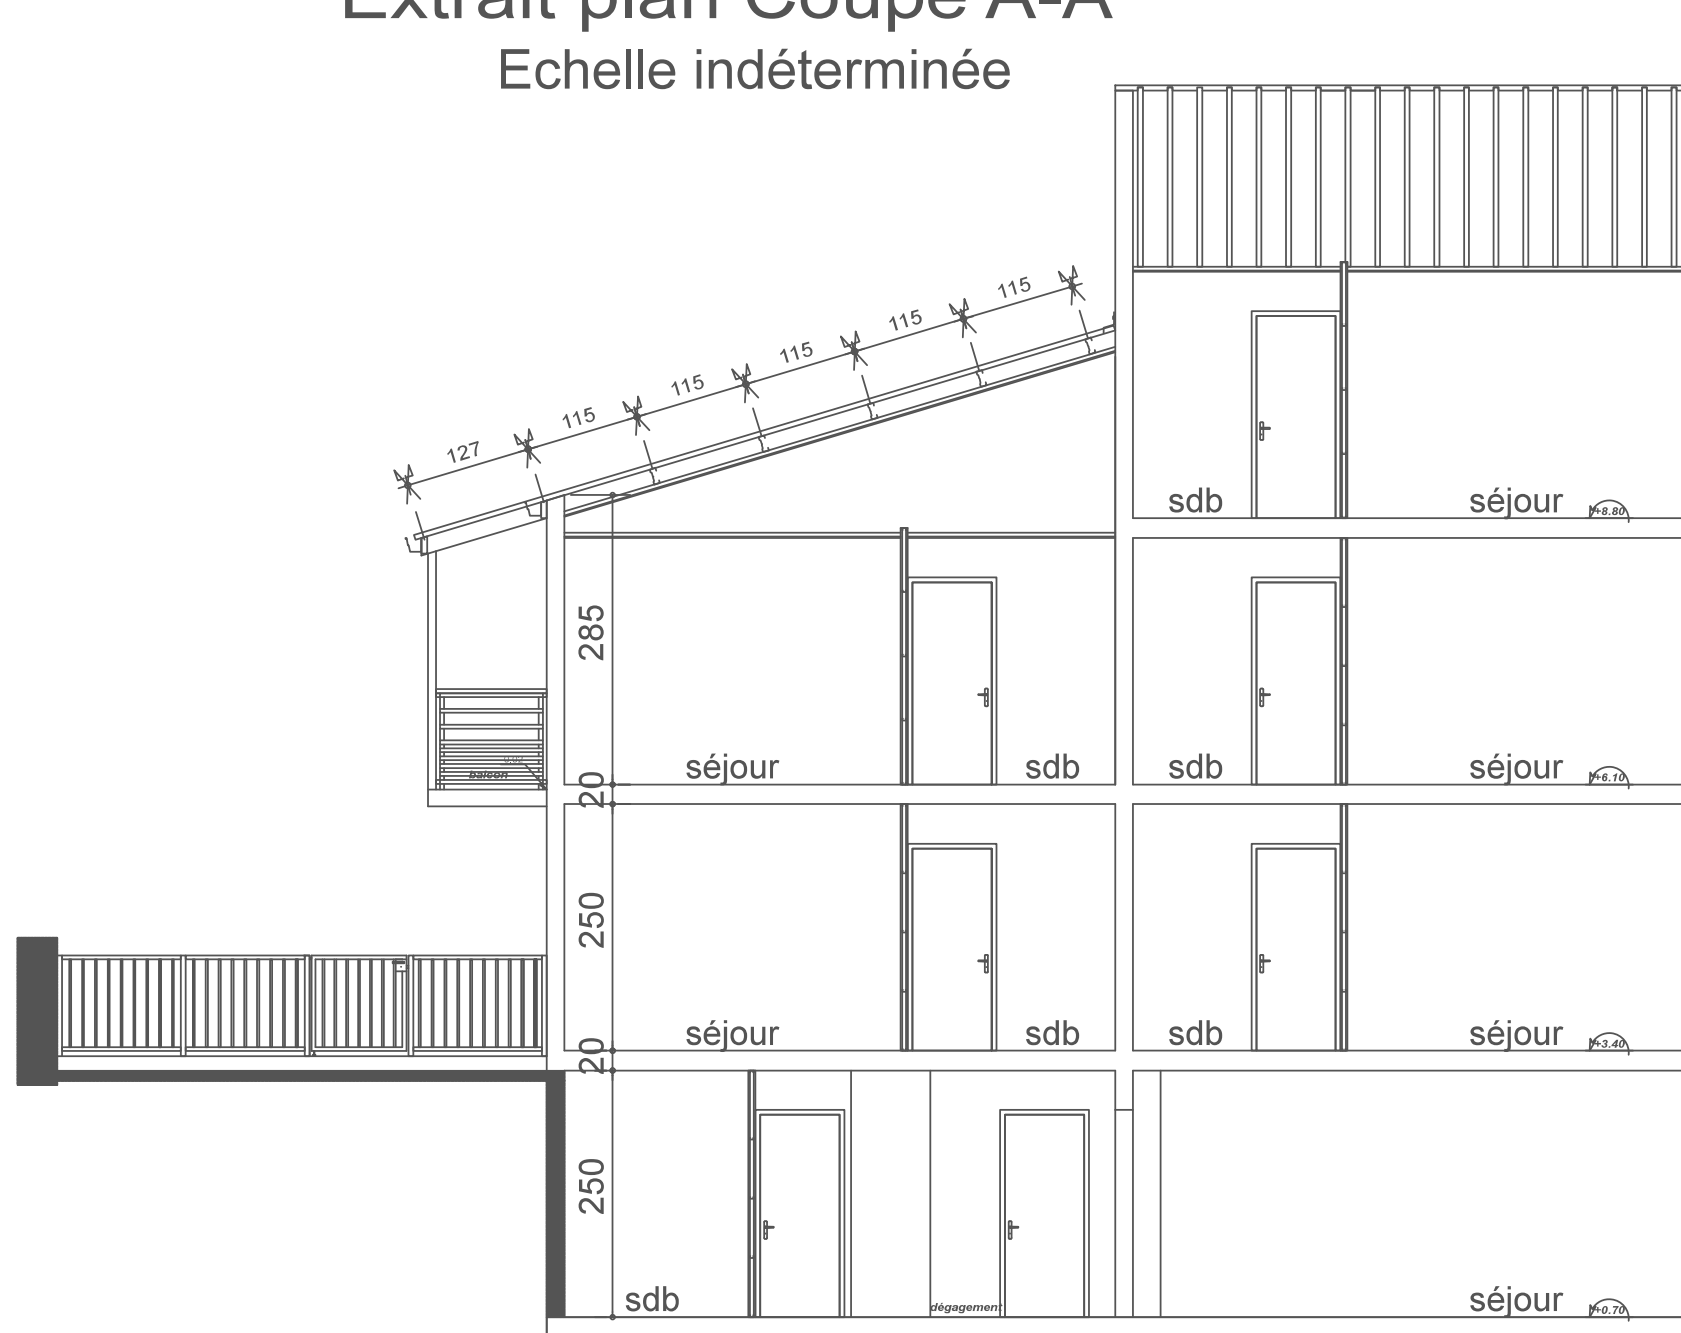 Extrait plan Coupe A-A
Echelle indéterminée
115
115
115
115
115
127
sdb
séjour
+8.80
285
séjour
sdb
sdb
séjour
+6.10
balcon
20
250
séjour
sdb
sdb
séjour
+3.40
20
250
sdb
dégagement
séjour
+0.70